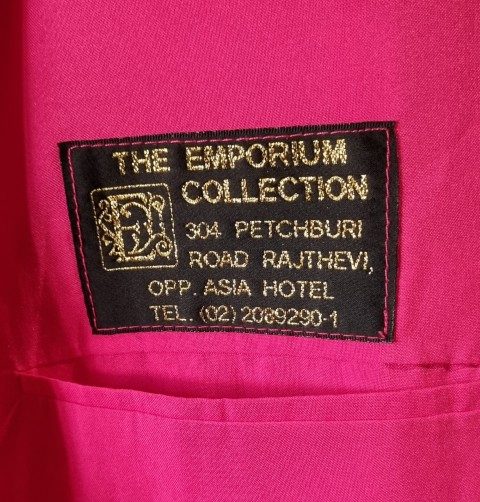 THE EMPORIUM
COLLECTION
304 PETCHBURI
ROAD RAJTHEVI,
OPP. ASIA HOTEL
TEL. (02) 2089290-1